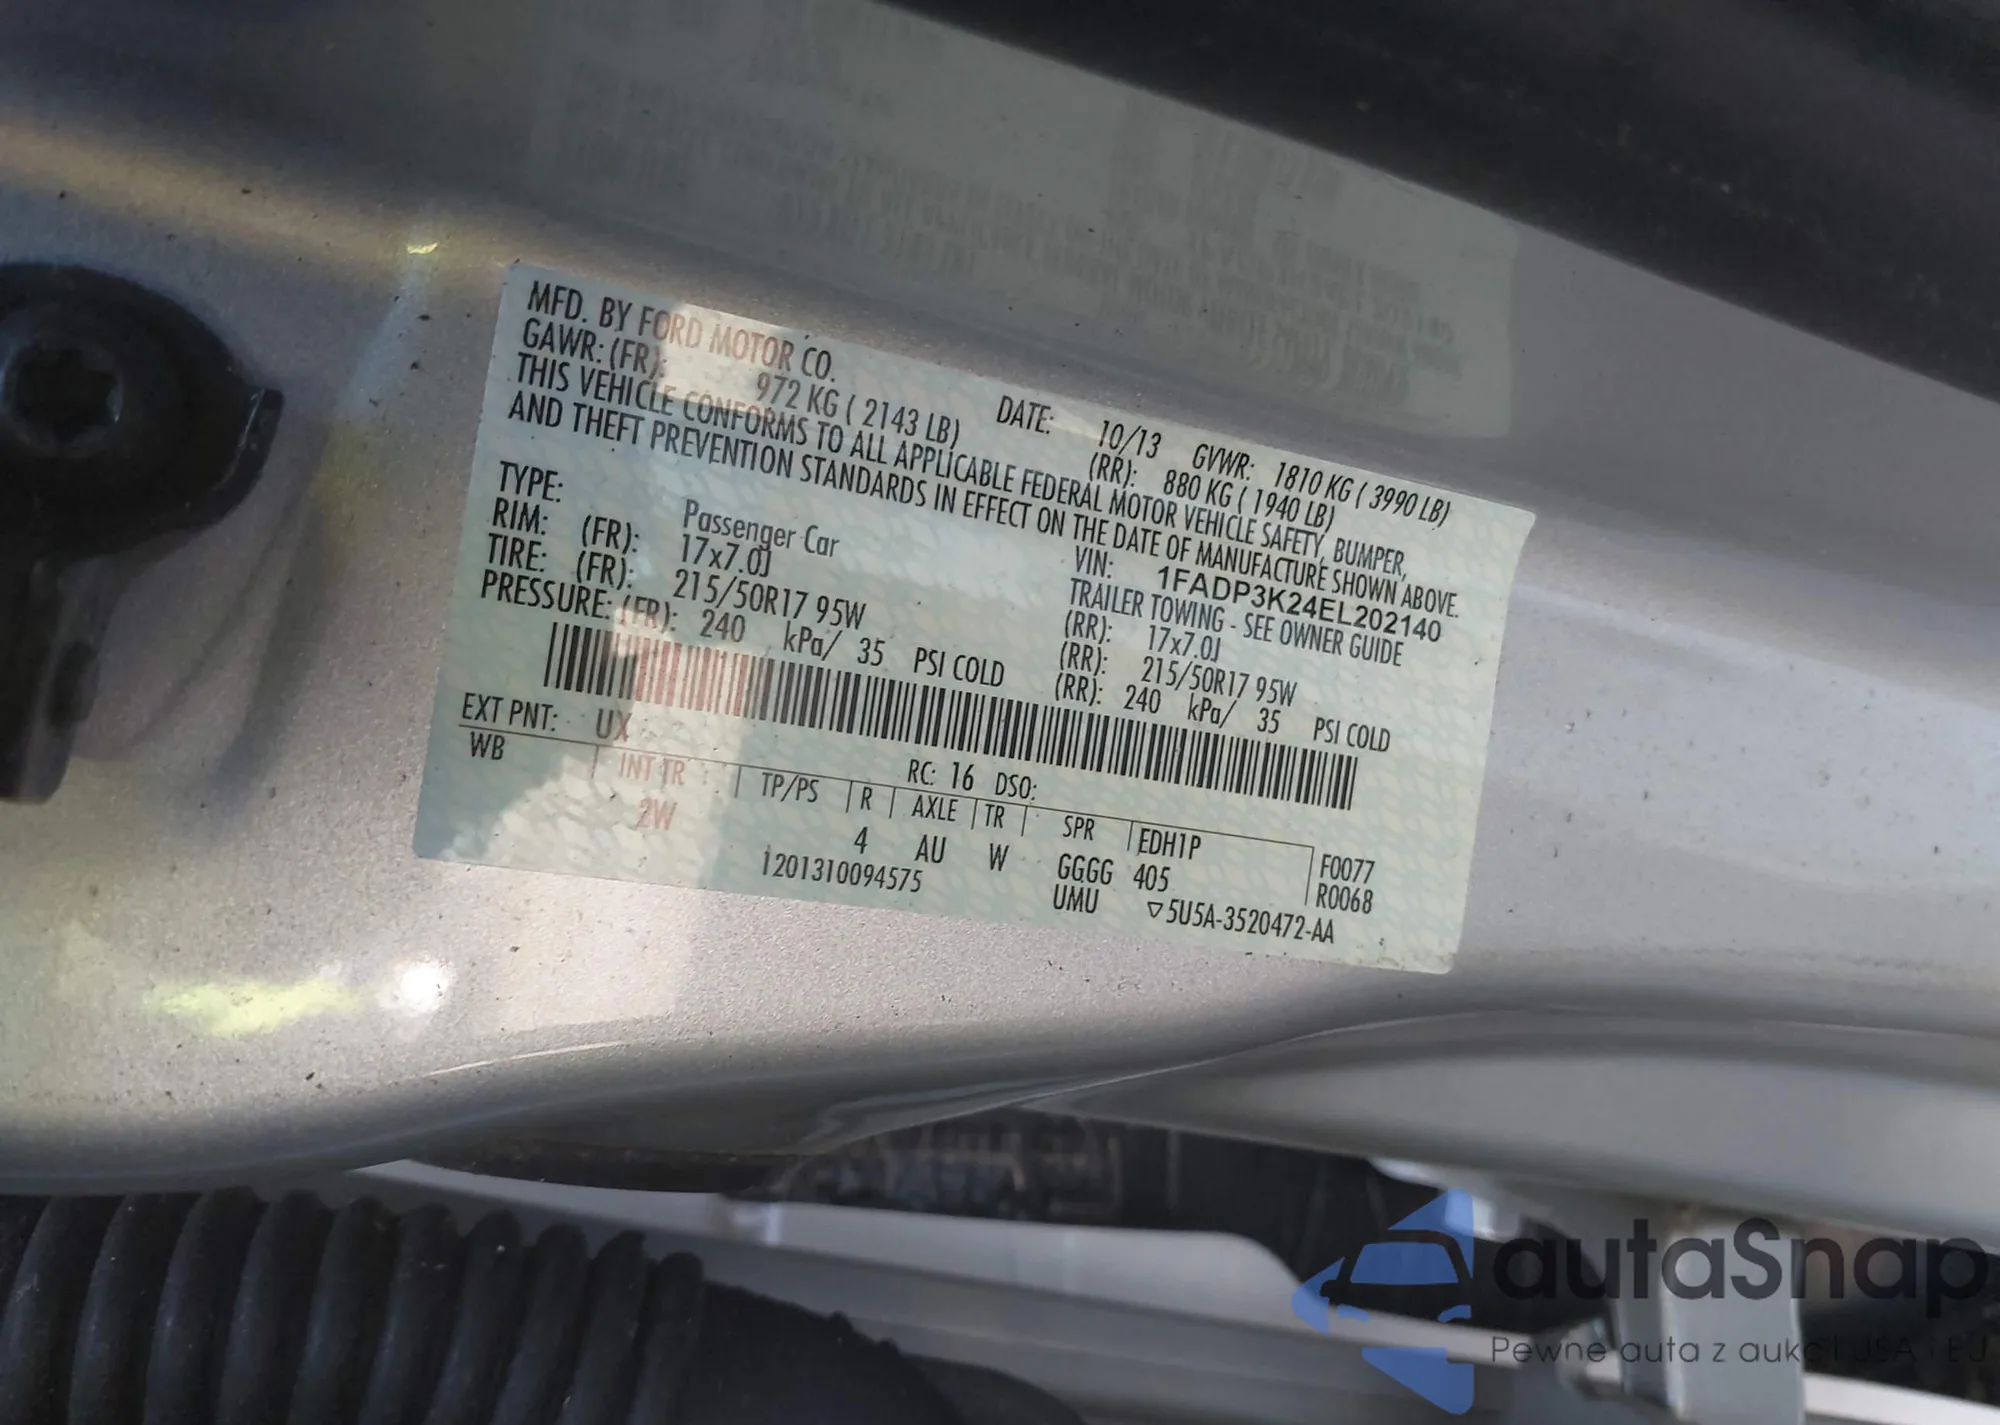 MFD. BY FORD MOTOR CO. DATE: 10/13 GVWR: 1810 KG ( 3990 LB)
GAWR: (FR): 972 KG ( 2143 LB) (RR): 880 KG ( 1940 LB)
THIS VEHICLE CONFORMS TO ALL APPLICABLE FEDERAL MOTOR VEHICLE SAFETY, BUMPER,
AND THEFT PREVENTION STANDARDS IN EFFECT ON THE DATE OF MANUFACTURE SHOWN ABOVE.
VIN: 1FADP3K24EL202140
TYPE: Passenger Car TRAILER TOWING - SEE OWNER GUIDE
RIM: (FR): 17x7.0J (RR): 17x7.0J
TIRE: (FR): 215/50R17 95W (RR): 215/50R17 95W
PRESSURE: (FR): 240 kPa/ 35 PSI COLD (RR): 240 kPa/ 35 PSI COLD
EXT PNT: UX RC: 16 DSO:
WB INT TR TP/PS R AXLE TR SPR EDH1P F0077
2W 4 AU W GGGG 405 R0068
1201310094575 UMU ▽5U5A-3520472-AA
autaSnap
Pewne auta z aukcji USA i EU